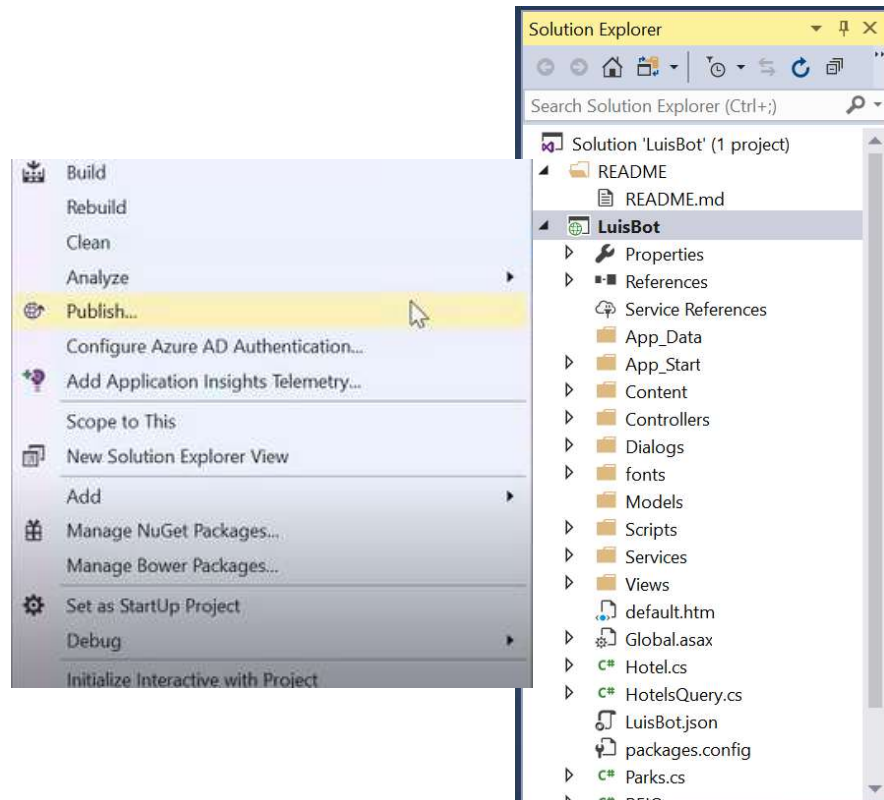 Build
Rebuild
Clean
Analyze
Publish...
Configure Azure AD Authentication...
Add Application Insights Telemetry...
Scope to This
New Solution Explorer View
Add
Manage NuGet Packages...
Manage Bower Packages...
Set as StartUp Project
Debug
Initialize Interactive with Project
Solution Explorer
Search Solution Explorer (Ctrl+;)
Solution 'LuisBot' (1 project)
README
README.md
LuisBot
Properties
References
Service References
App_Data
App_Start
Content
Controllers
Dialogs
fonts
Models
Scripts
Services
Views
default.htm
Global.asax
C# Hotel.cs
C# HotelsQuery.cs
LuisBot.json
packages.config
C# Parks.cs